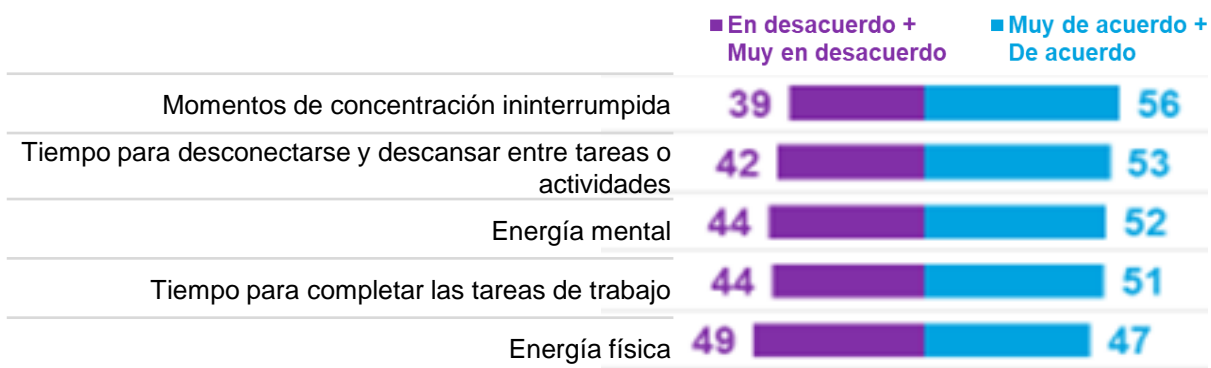 En desacuerdo +
Muy en desacuerdo
Muy de acuerdo +
De acuerdo
Momentos de concentración ininterrumpida
39
56
Tiempo para desconectarse y descansar entre tareas o
actividades
42
53
Energía mental
44
52
Tiempo para completar las tareas de trabajo
44
51
Energía física
49
47